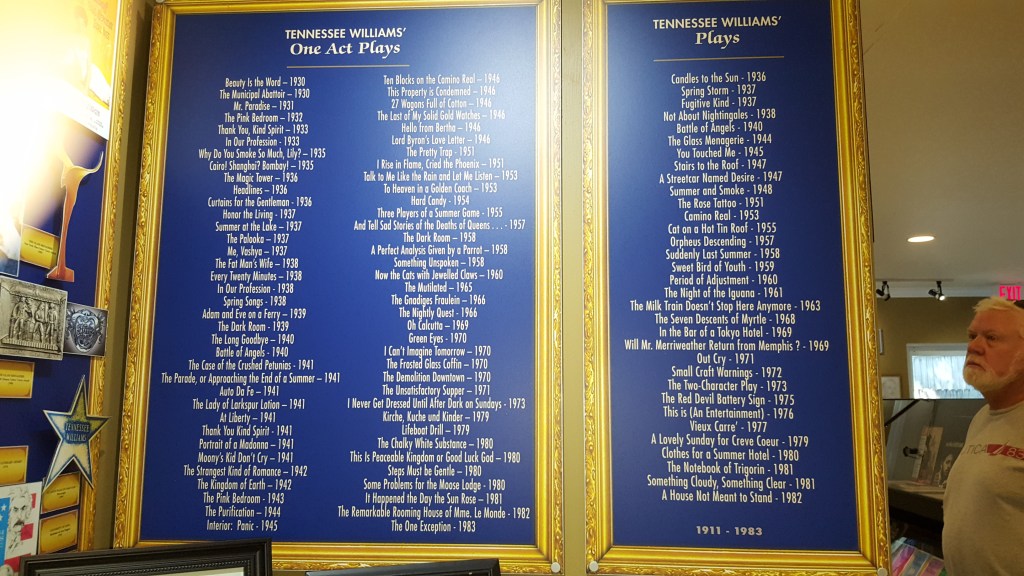 TENNESSEE WILLIAMS'
One Act Plays
Beauty Is the Word – 1930
The Municipal Abattoir – 1930
Mr. Paradise – 1931
The Pink Bedroom – 1932
Thank You, Kind Spirit – 1933
In Our Profession – 1933
Why Do You Smoke So Much, Lily? – 1935
Cairo! Shanghai! Bombay! – 1935
The Magic Tower – 1936
Headlines – 1936
Curtains for the Gentleman - 1936
Honor the Living - 1937
Summer at the Lake – 1937
The Palooka – 1937
Me, Vashya – 1937
The Fat Man's Wife – 1938
Every Twenty Minutes – 1938
In Our Profession - 1938
Spring Songs - 1938
Adam and Eve on a Ferry – 1939
The Dark Room – 1939
The Long Goodbye – 1940
Battle of Angels - 1940
The Case of the Crushed Petunias – 1941
The Parade, or Approaching the End of a Summer – 1941
Auto Da Fe – 1941
The Lady of Larkspur Lotion – 1941
At Liberty – 1941
Thank You Kind Spirit – 1941
Portrait of a Madonna – 1941
Moony's Kid Don't Cry – 1941
The Strangest Kind of Romance – 1942
The Kingdom of Earth – 1942
The Pink Bedroom – 1943
The Purification – 1944
Interior: Panic - 1945
Ten Blocks on the Camino Real – 1946
This Property is Condemned – 1946
27 Wagons Full of Cotton – 1946
The Last of My Solid Gold Watches – 1946
Hello from Bertha – 1946
Lord Byron's Love Letter – 1946
The Pretty Trap - 1951
I Rise in Flame, Cried the Phoenix – 1951
Talk to Me Like the Rain and Let Me Listen – 1953
To Heaven in a Golden Coach – 1953
Hard Candy – 1954
Three Players of a Summer Game – 1955
And Tell Sad Stories of the Deaths of Queens . . . - 1957
The Dark Room – 1958
A Perfect Analysis Given by a Parrot – 1958
Something Unspoken – 1958
Now the Cats with Jewelled Claws – 1960
The Mutilated – 1965
The Gnadiges Fraulein – 1966
The Nightly Quest – 1966
Oh Calcutta – 1969
Green Eyes – 1970
I Can't Imagine Tomorrow – 1970
The Frosted Glass Coffin – 1970
The Demolition Downtown – 1970
The Unsatisfactory Supper – 1971
I Never Get Dressed Until After Dark on Sundays - 1973
Kirche, Kuche und Kinder – 1979
Lifeboat Drill – 1979
The Chalky White Substance – 1980
This Is Peaceable Kingdom or Good Luck God – 1980
Steps Must be Gentle – 1980
Some Problems for the Moose Lodge - 1980
It Happened the Day the Sun Rose – 1981
The Remarkable Rooming House of Mme. Le Monde - 1982
The One Exception – 1983
TENNESSEE WILLIAMS'
Plays
Candles to the Sun - 1936
Spring Storm - 1937
Fugitive Kind - 1937
Not About Nightingales - 1938
Battle of Angels - 1940
The Glass Menagerie - 1944
You Touched Me - 1945
Stairs to the Roof - 1947
A Streetcar Named Desire - 1947
Summer and Smoke - 1948
The Rose Tattoo - 1951
Camino Real - 1953
Cat on a Hot Tin Roof - 1955
Orpheus Descending - 1957
Suddenly Last Summer - 1958
Sweet Bird of Youth - 1959
Period of Adjustment - 1960
The Night of the Iguana - 1961
The Milk Train Doesn't Stop Here Anymore - 1963
The Seven Descents of Myrtle - 1968
In the Bar of a Tokyo Hotel - 1969
Will Mr. Merriweather Return from Memphis ? - 1969
Out Cry - 1971
Small Craft Warnings - 1972
The Two-Character Play - 1973
The Red Devil Battery Sign - 1975
This is (An Entertainment) - 1976
Vieux Carre' - 1977
A Lovely Sunday for Creve Coeur - 1979
Clothes for a Summer Hotel - 1980
The Notebook of Trigorin - 1981
Something Cloudy, Something Clear - 1981
A House Not Meant to Stand - 1982
1911 - 1983
TENNESSEE
WILLIAMS
EXIT